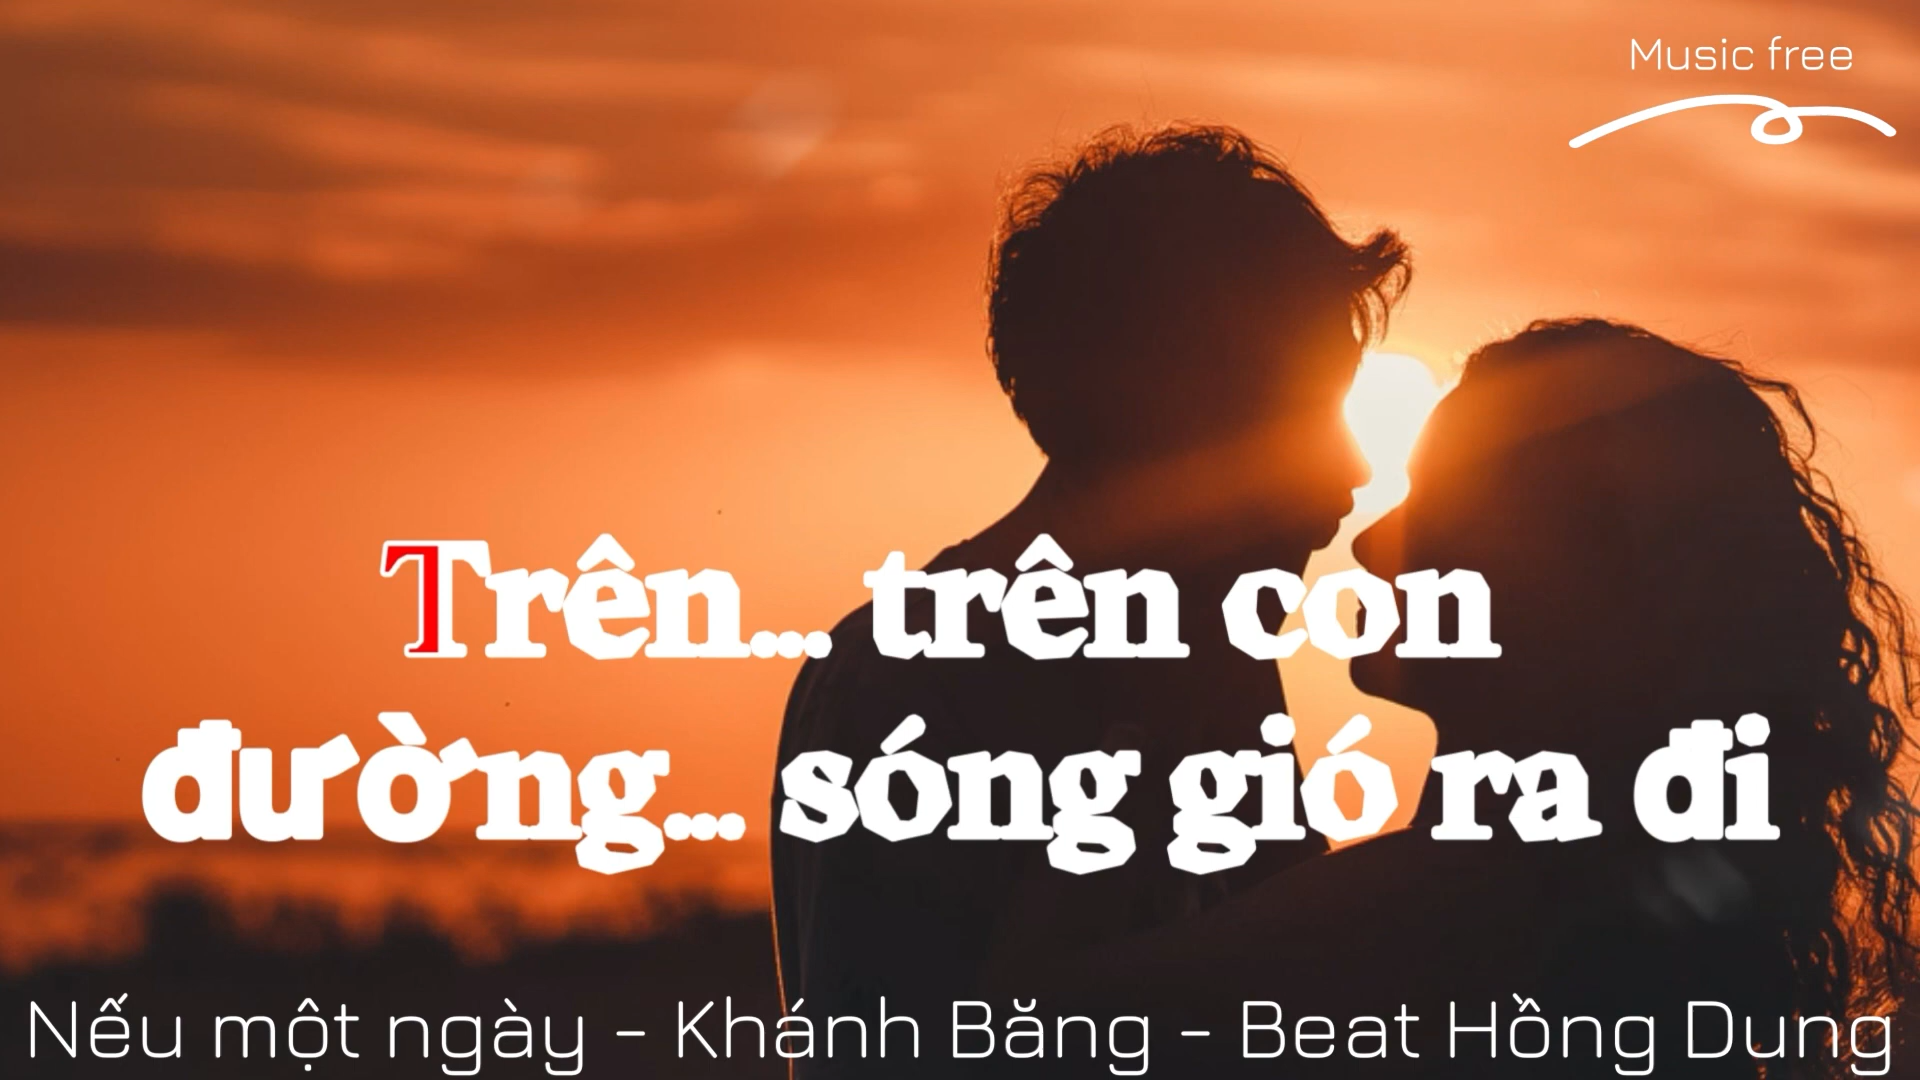 Music free
Trên... trên con
đường... sóng gió ra đi
Nếu một ngày - Khánh Băng - Beat Hồng Dung